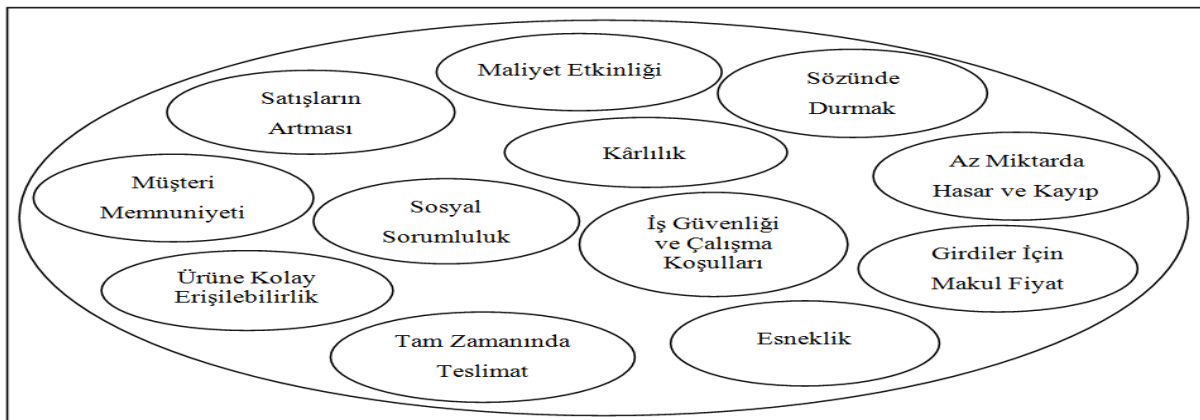 Maliyet Etkinliği
Sözünde
Durmak
Satışların
Artması
Kârlılık
Az Miktarda
Hasar ve Kayıp
Müşteri
Memnuniyeti
Sosyal
Sorumluluk
İş Güvenliği
ve Çalışma
Koşulları
Girdiler İçin
Makul Fiyat
Ürüne Kolay
Erişilebilirlik
Tam Zamanında
Teslimat
Esneklik